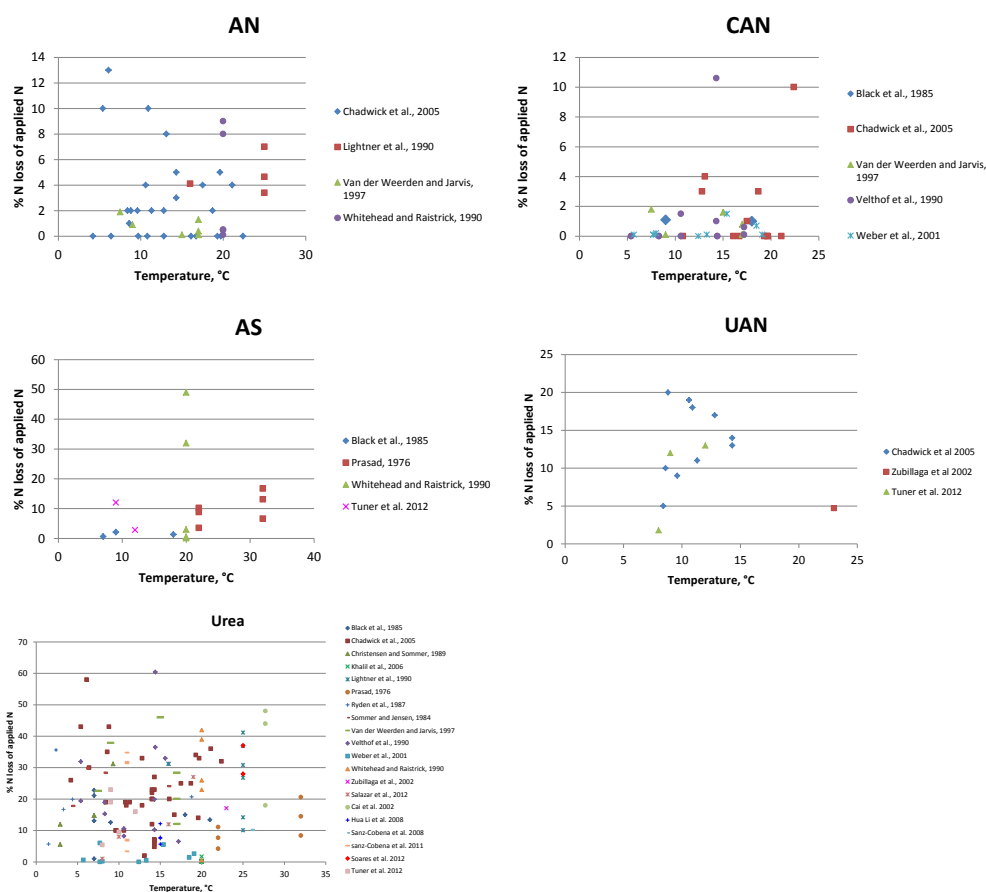 AN
14
12
10
8
6
4
2
0
% N loss of applied N
0 10 20 30
Temperature, °C
Chadwick et al., 2005
Lightner et al., 1990
Van der Weerden and Jarvis,
1997
Whitehead and Raistrick, 1990
CAN
12
10
8
6
4
2
0
% N loss of applied N
0 5 10 15 20 25
Temperature, °C
Black et al., 1985
Chadwick et al., 2005
Van der Weerden and Jarvis,
1997
Velthof et al., 1990
Weber et al., 2001
AS
60
50
40
30
20
10
0
% N loss of applied N
0 10 20 30 40
Temperature, °C
Black et al., 1985
Prasad, 1976
Whitehead and Raistrick, 1990
Tuner et al. 2012
UAN
25
20
15
10
5
0
% N loss of applied N
0 5 10 15 20 25
Temperature, °C
Chadwick et al 2005
Zubillaga et al 2002
Tuner et al. 2012
Urea
70
60
50
40
30
20
10
0
% N loss of applied N
0 5 10 15 20 25 30 35
Temperature, °C
Black et al., 1985
Chadwick et al., 2005
Christensen and Sommer, 1989
Khalil et al., 2006
Lightner et al., 1990
Prasad, 1976
Ryden et al., 1987
Sommer and Jensen, 1984
Van der Weerden and Jarvis, 1997
Velthof et al., 1990
Weber et al., 2001
Whitehead and Raistrick, 1990
Zubillaga et al., 2002
Salazar et al., 2012
Cai et al. 2002
Hua Li et al. 2008
Sanz-Cobena et al. 2008
sanz-Cobena et al. 2011
Soares et al. 2012
Tuner et al. 2012